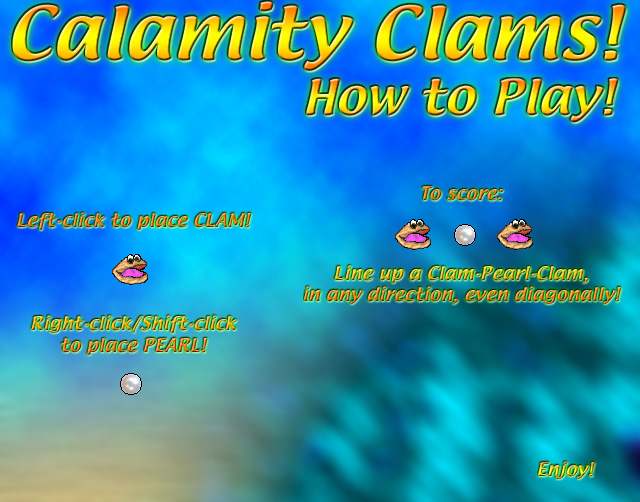 Calamity Clams!
How to Play!
Left-click to place CLAM!
Right-click/Shift-click
to place PEARL!
To score:
Line up a Clam-Pearl-Clam,
in any direction, even diagonally!
Enjoy!